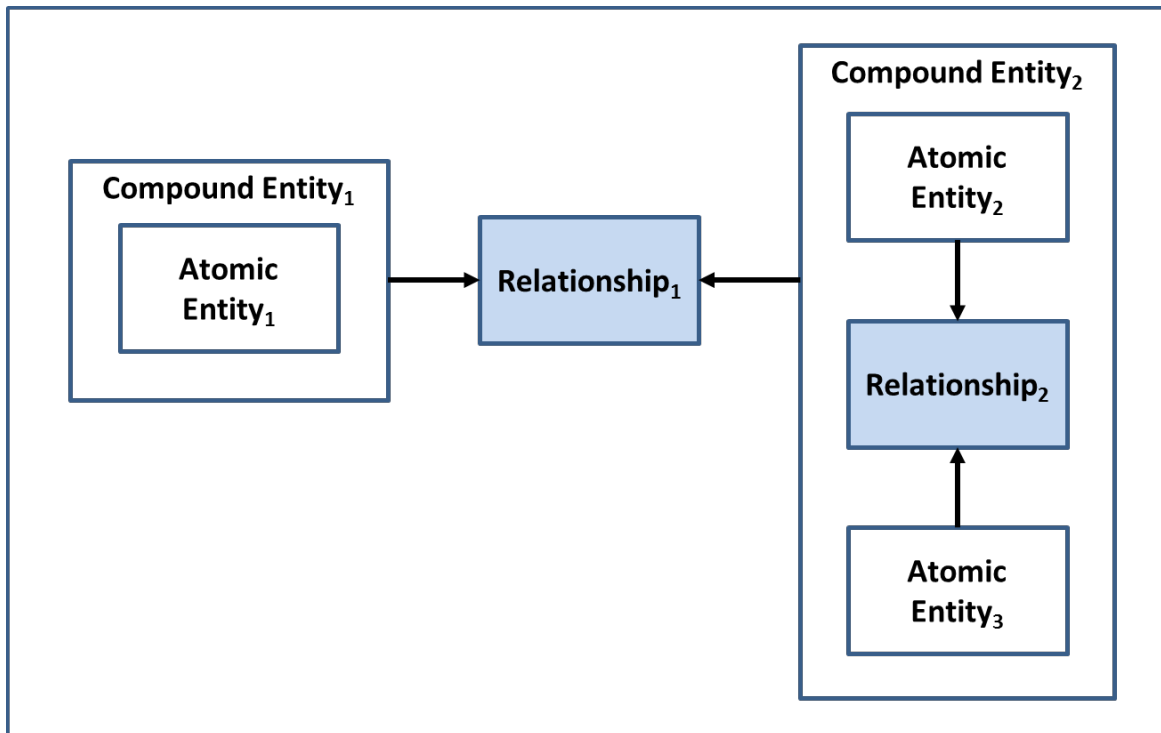 Compound Entity₁
Atomic
Entity₁
Relationship₁
Compound Entity₂
Atomic
Entity₂
Relationship₂
Atomic
Entity₃